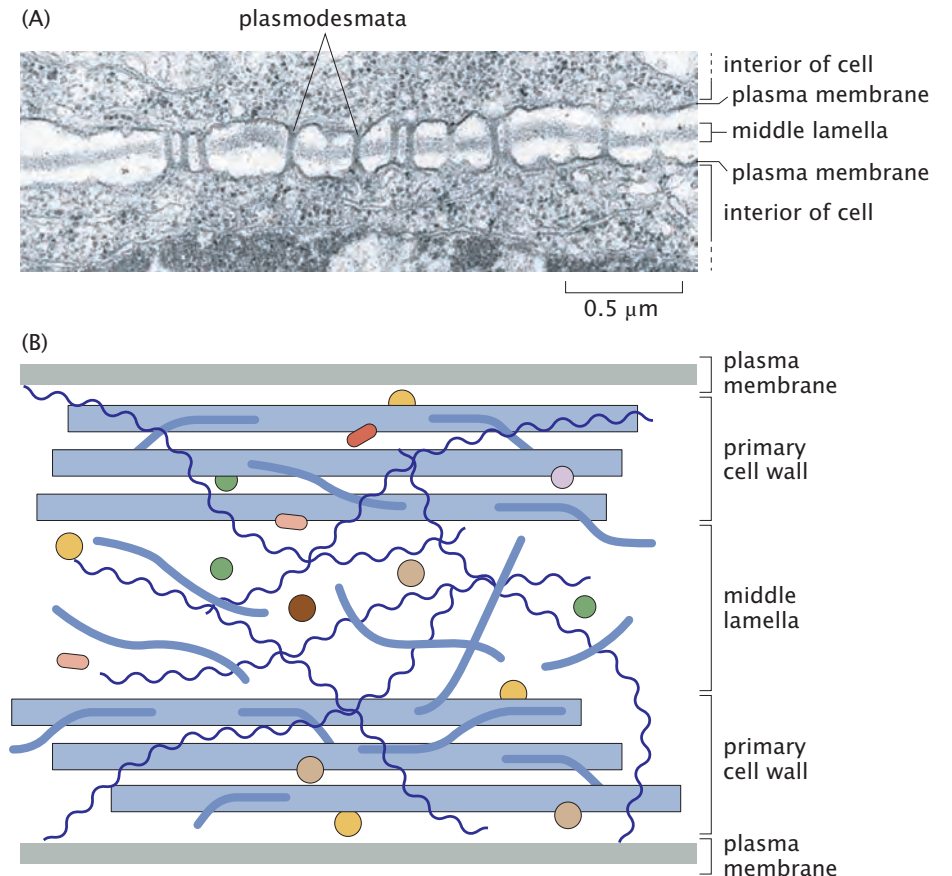 (A)
plasmodesmata
interior of cell
plasma membrane
middle lamella
plasma membrane
interior of cell
0.5 μm
(B)
plasma
membrane
primary
cell wall
middle
lamella
primary
cell wall
plasma
membrane